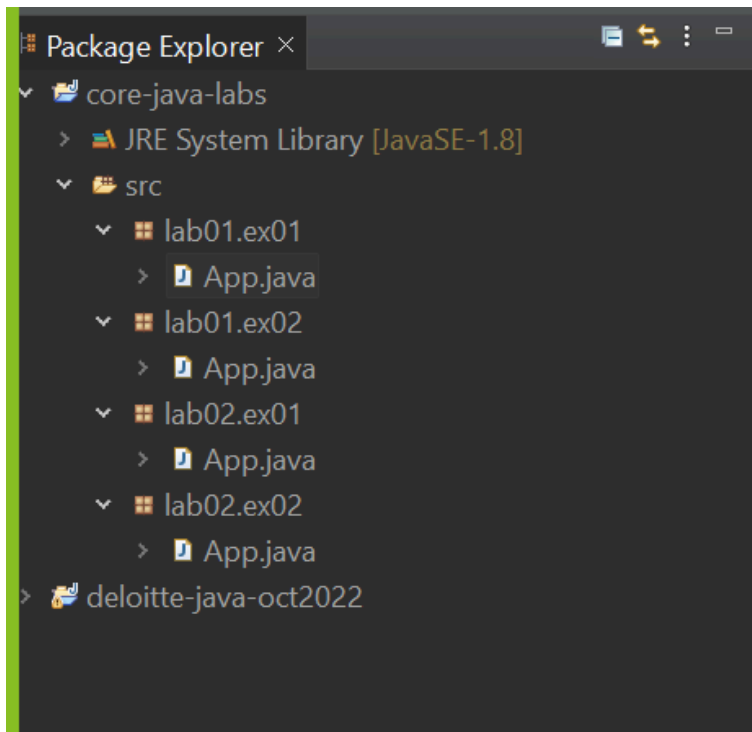 Package Explorer ×
core-java-labs
JRE System Library [JavaSE-1.8]
src
lab01.ex01
App.java
lab01.ex02
App.java
lab02.ex01
App.java
lab02.ex02
App.java
deloitte-java-oct2022